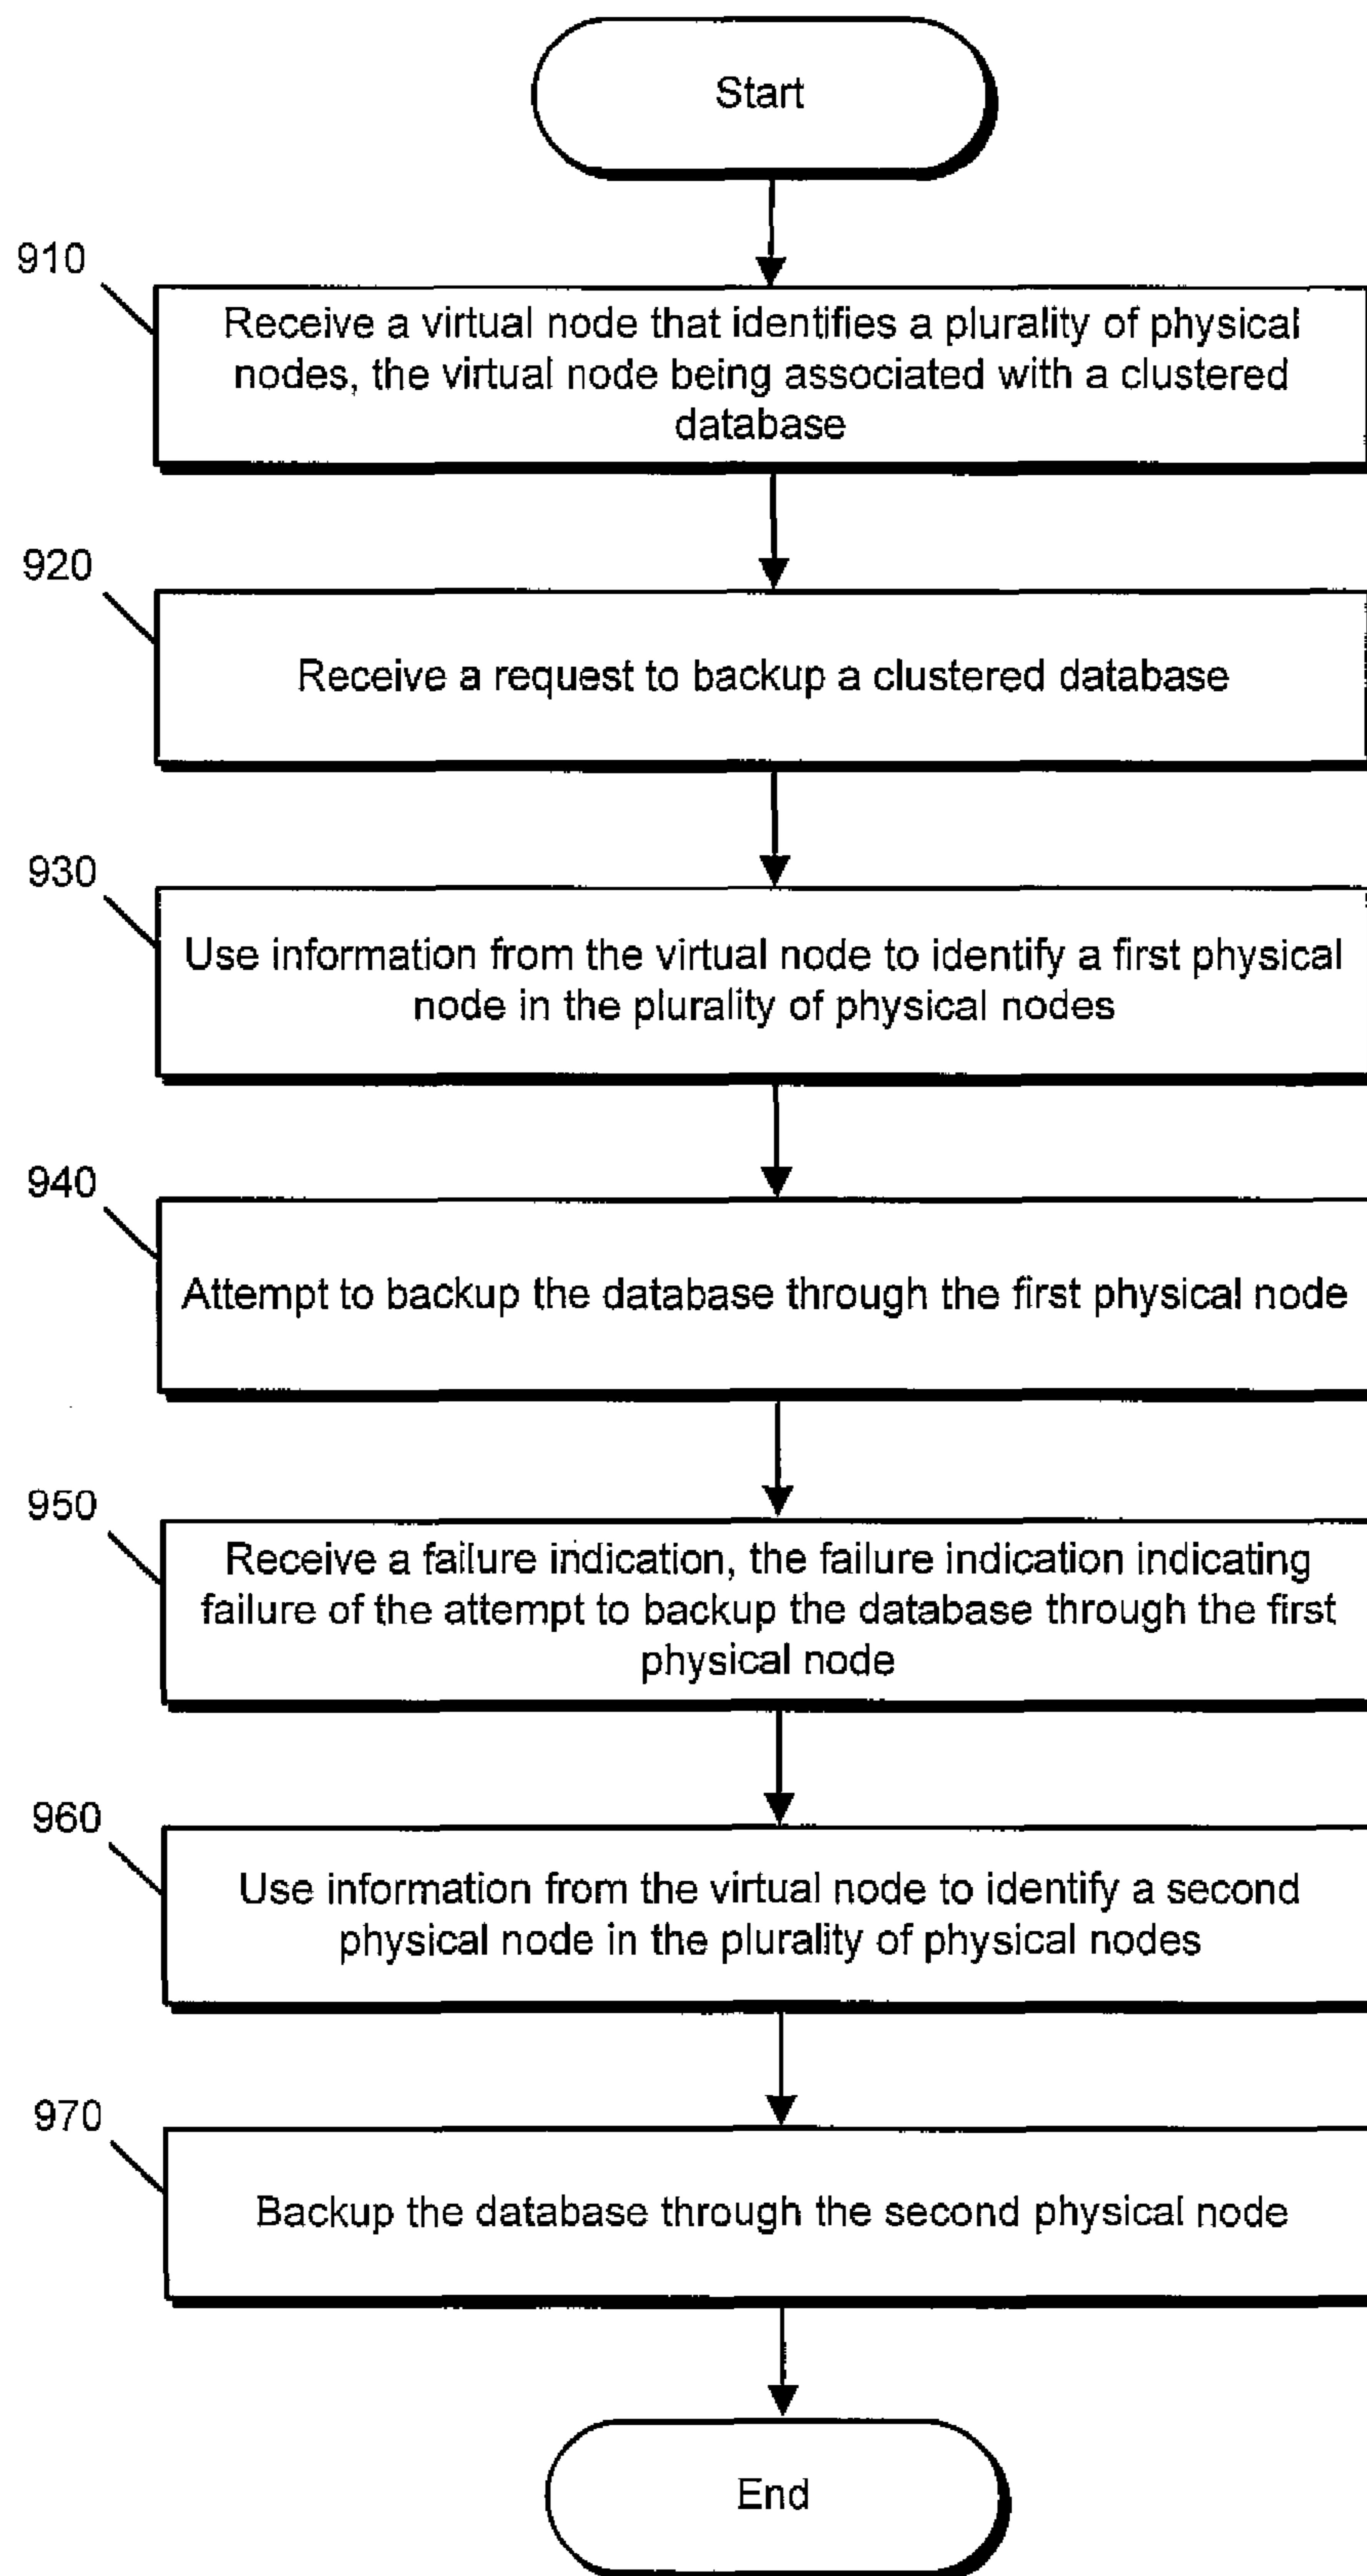 Start
910
Receive a virtual node that identifies a plurality of physical
nodes, the virtual node being associated with a clustered
database
920
Receive a request to backup a clustered database
930
Use information from the virtual node to identify a first physical
node in the plurality of physical nodes
940
Attempt to backup the database through the first physical node
950
Receive a failure indication, the failure indication indicating
failure of the attempt to backup the database through the first
physical node
960
Use information from the virtual node to identify a second
physical node in the plurality of physical nodes
970
Backup the database through the second physical node
End